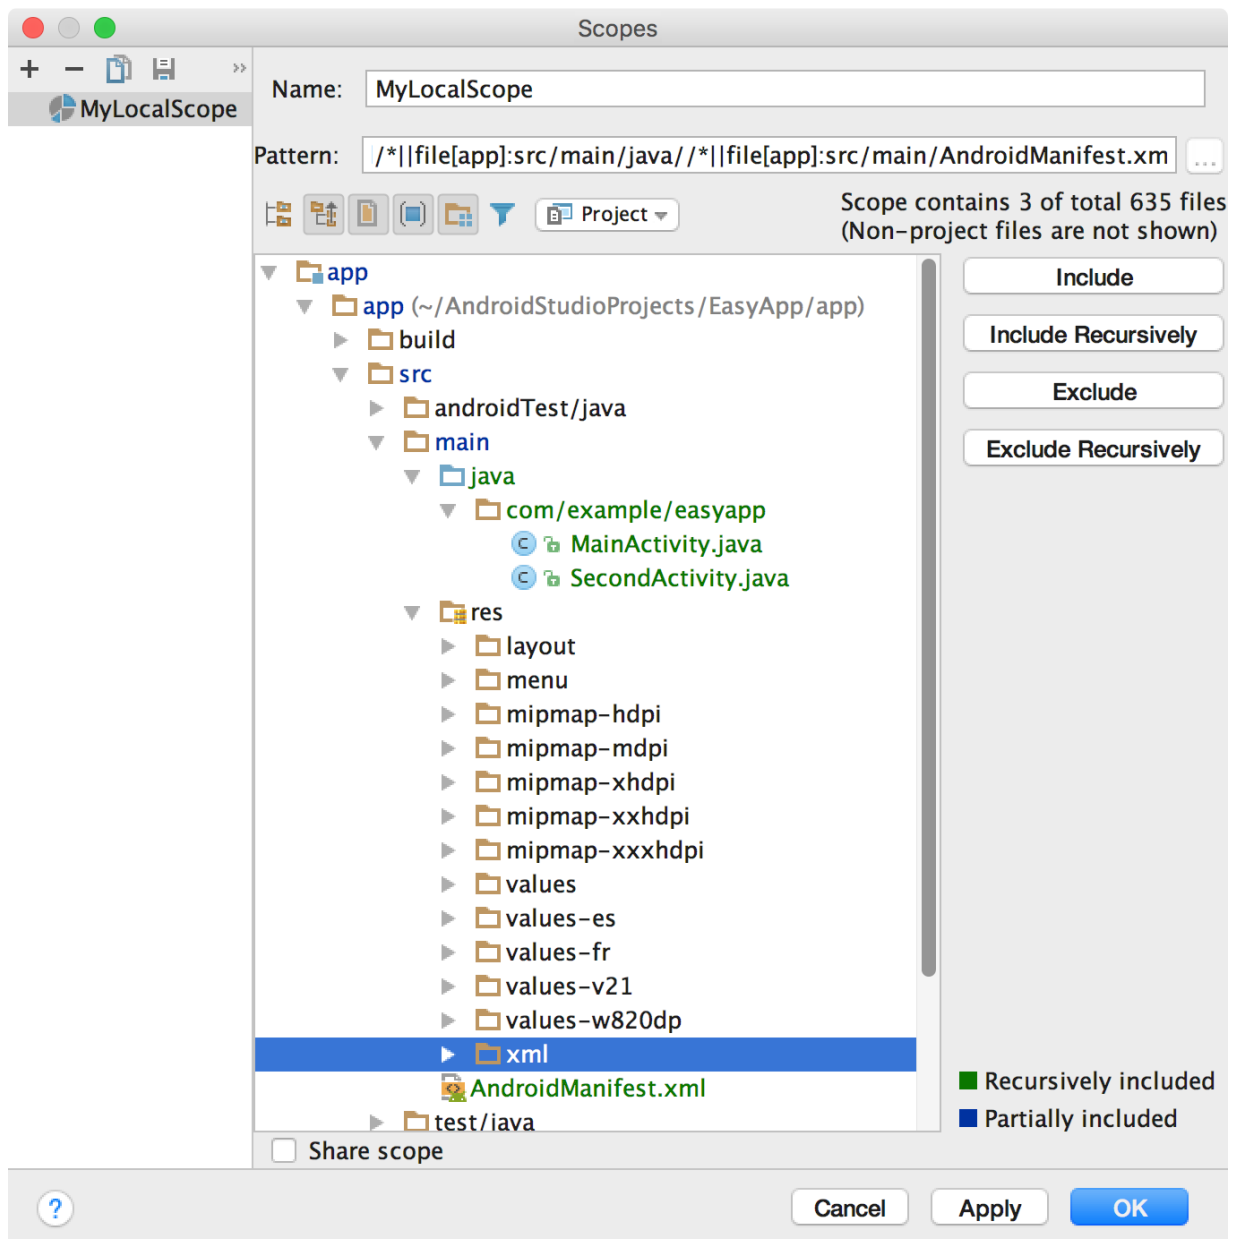 Scopes
MyLocalScope
Name: MyLocalScope
Pattern: /*||file[app]:src/main/java//*||file[app]:src/main/AndroidManifest.xm ...
Project
Scope contains 3 of total 635 files
(Non-project files are not shown)
app
app (~/AndroidStudioProjects/EasyApp/app)
build
src
androidTest/java
main
java
com/example/easyapp
C MainActivity.java
C SecondActivity.java
res
layout
menu
mipmap-hdpi
mipmap-mdpi
mipmap-xhdpi
mipmap-xxhdpi
mipmap-xxxhdpi
values
values-es
values-fr
values-v21
values-w820dp
xml
AndroidManifest.xml
test/java
Include
Include Recursively
Exclude
Exclude Recursively
Recursively included
Partially included
Share scope
? Cancel Apply OK